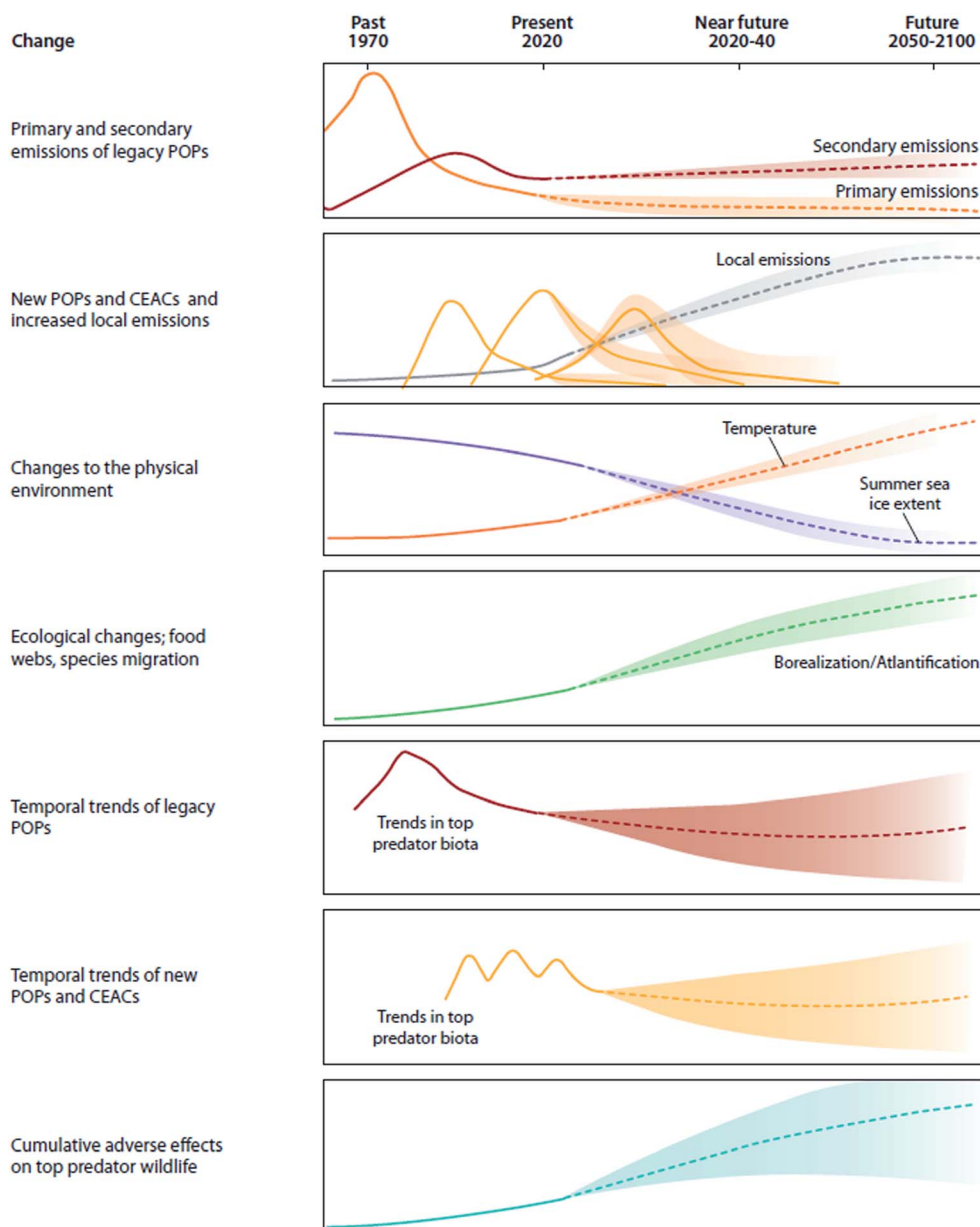 Change
Past
1970
Present
2020
Near future
2020-40
Future
2050-2100
Primary and secondary
emissions of legacy POPs
Secondary emissions
Primary emissions
New POPs and CEACs and
increased local emissions
Local emissions
Changes to the physical
environment
Temperature
Summer sea
ice extent
Ecological changes; food
webs, species migration
Borealization/Atlantification
Temporal trends of legacy
POPs
Trends in top
predator biota
Temporal trends of new
POPs and CEACs
Trends in top
predator biota
Cumulative adverse effects
on top predator wildlife